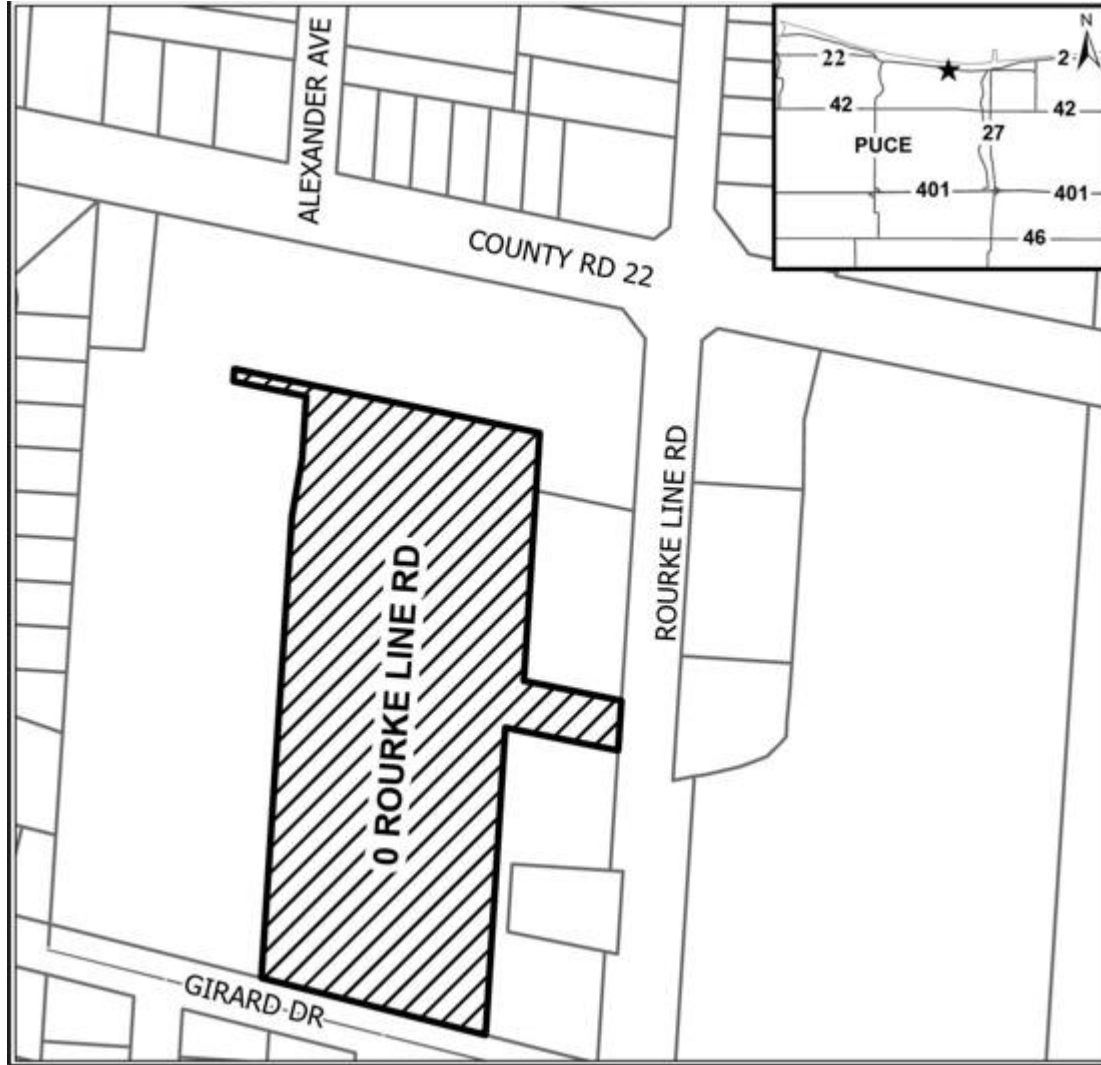 ALEXANDER AVE
COUNTY RD 22
ROURKE LINE RD
0 ROURKE LINE RD
GIRARD DR
N
22
2
42
42
27
PUCE
401
401
46